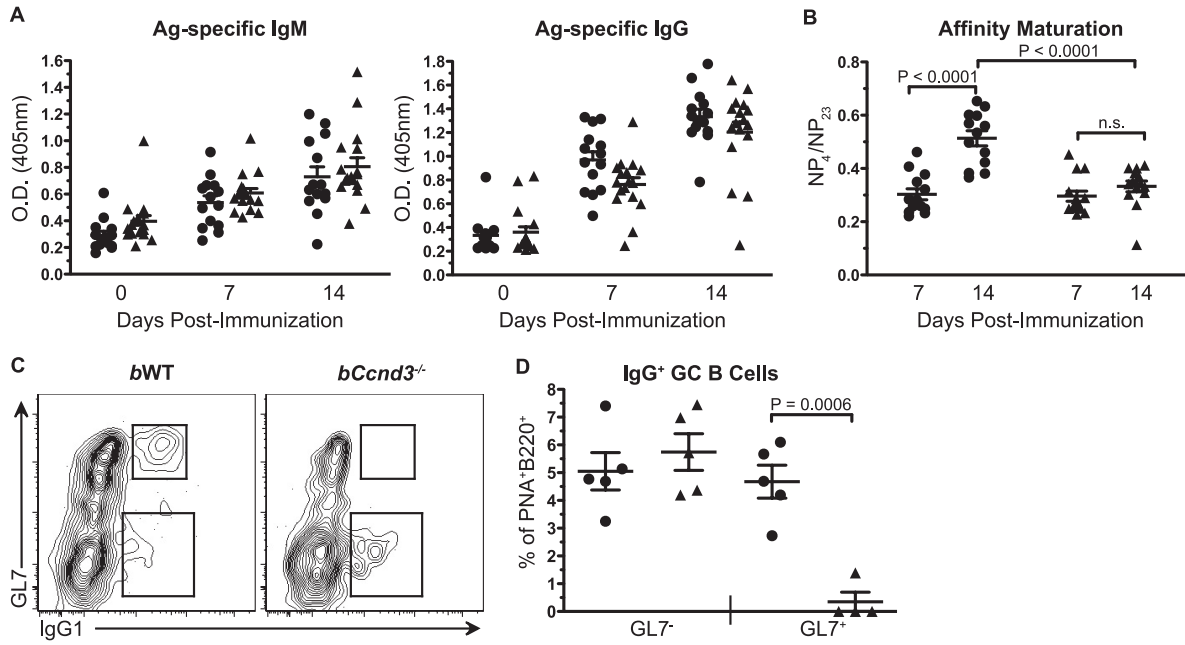 A
Ag-specific IgM
O.D. (405nm)
1.6
1.4
1.2
1.0
0.8
0.6
0.4
0.2
0.0
0 7 14
Days Post-Immunization
Ag-specific IgG
O.D. (405nm)
1.8
1.6
1.4
1.2
1.0
0.8
0.6
0.4
0.2
0.0
0 7 14
Days Post-Immunization
B
Affinity Maturation
P < 0.0001
P < 0.0001
n.s.
NP4/NP23
0.8
0.6
0.4
0.2
0.0
7 14 7 14
Days Post-Immunization
C
bWT
bCcnd3-/-
GL7
IgG1
D
IgG+ GC B Cells
P = 0.0006
% of PNA+B220+
8
7
6
5
4
3
2
1
0
GL7- GL7+